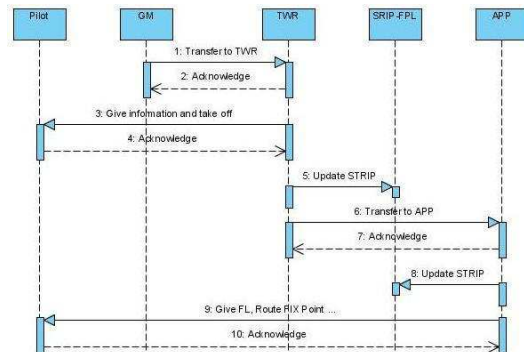 Pilot
GM
TWR
SRIP-FPL
APP
1: Transfer to TWR
2: Acknowledge
3: Give infomation and take off
4: Acknowledge
5: Update STRIP
6: Transfer to APP
7: Acknowledge
8: Update STRIP
9: Give FL, Route FIX Point ...
10: Acknowledge